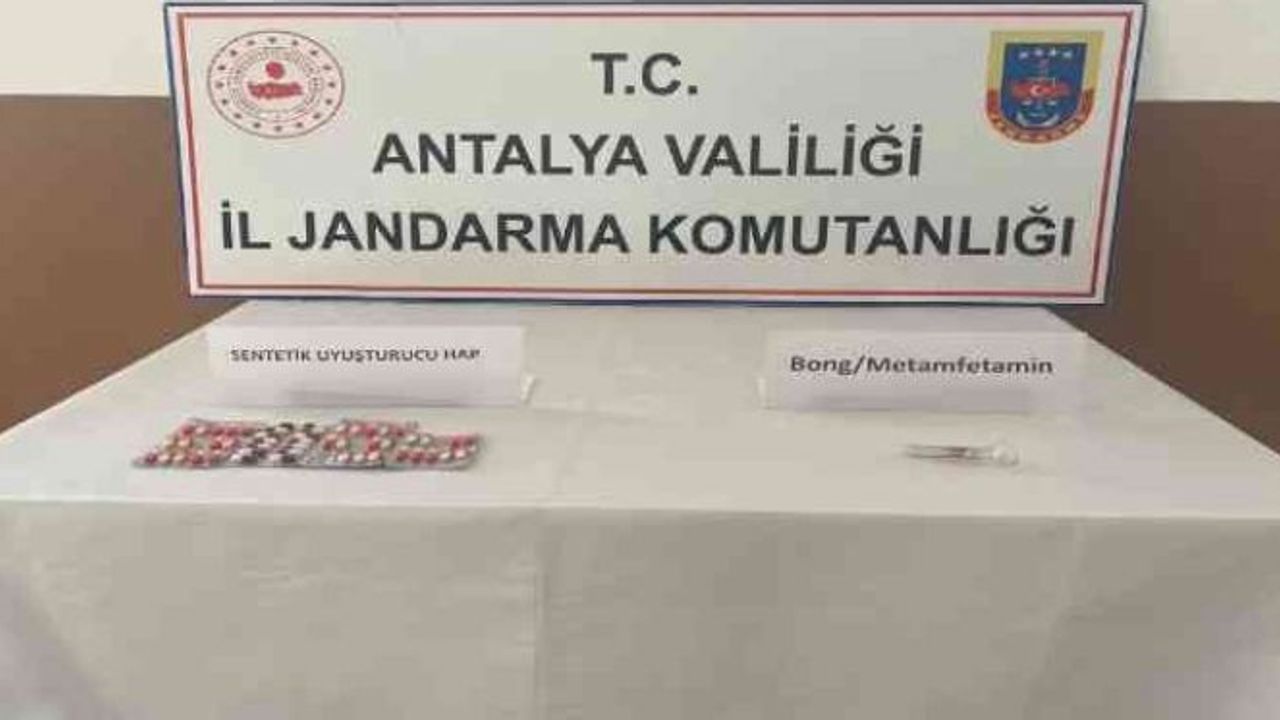 T.C.
ANTALYA VALİLİĞİ
İL JANDARMA KOMUTANLIĞI
SENTETİK UYUŞTURUCU HAP
Bong/Metamfetamin